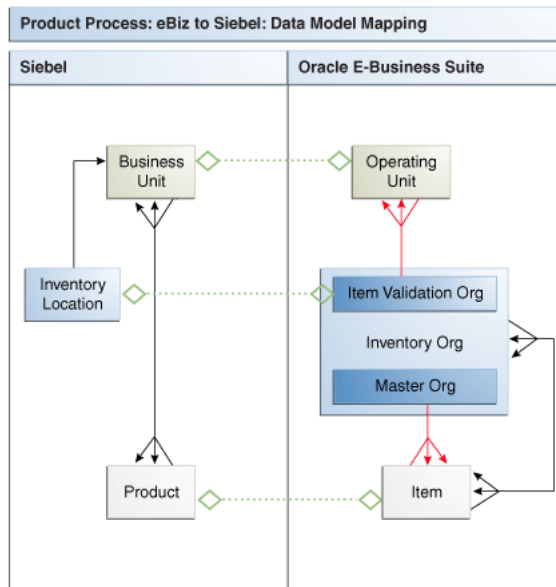 Product Process: eBiz to Siebel: Data Model Mapping
Siebel
Oracle E-Business Suite
Business
Unit
Operating
Unit
Inventory
Location
Item Validation Org
Inventory Org
Master Org
Product
Item